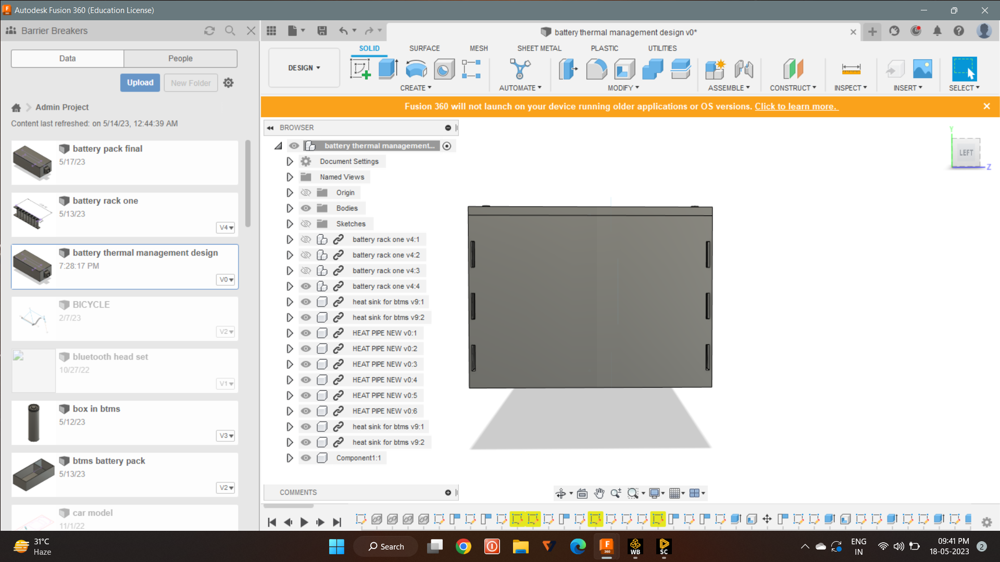 Autodesk Fusion 360 (Education License)
Barrier Breakers
battery thermal management design v0*
Data
People
Upload
New Folder
Admin Project
Content last refreshed: on 5/14/23, 12:44:39 AM
battery pack final
5/17/23
battery rack one
5/13/23
V4
battery thermal management design
7:28:17 PM
V0
BICYCLE
2/7/23
V2
bluetooth head set
10/27/22
V1
box in btms
5/12/23
V3
btms battery pack
5/13/23
V2
car model
11/1/22
DESIGN
SOLID
SURFACE
MESH
SHEET METAL
PLASTIC
UTILITIES
CREATE
AUTOMATE
MODIFY
ASSEMBLE
CONSTRUCT
INSPECT
INSERT
SELECT
Fusion 360 will not launch on your device running older applications or OS versions. Click to learn more.
BROWSER
battery thermal management...
Document Settings
Named Views
Origin
Bodies
Sketches
battery rack one v4:1
battery rack one v4:2
battery rack one v4:3
battery rack one v4:4
heat sink for btms v9:1
heat sink for btms v9:2
HEAT PIPE NEW v0:1
HEAT PIPE NEW v0:2
HEAT PIPE NEW v0:3
HEAT PIPE NEW v0:4
HEAT PIPE NEW v0:5
HEAT PIPE NEW v0:6
heat sink for btms v9:1
heat sink for btms v9:2
Component1:1
COMMENTS
Y
LEFT
Z
31°C
Haze
Search
F
360
WB
SC
ENG
IN
09:41 PM
18-05-2023
2